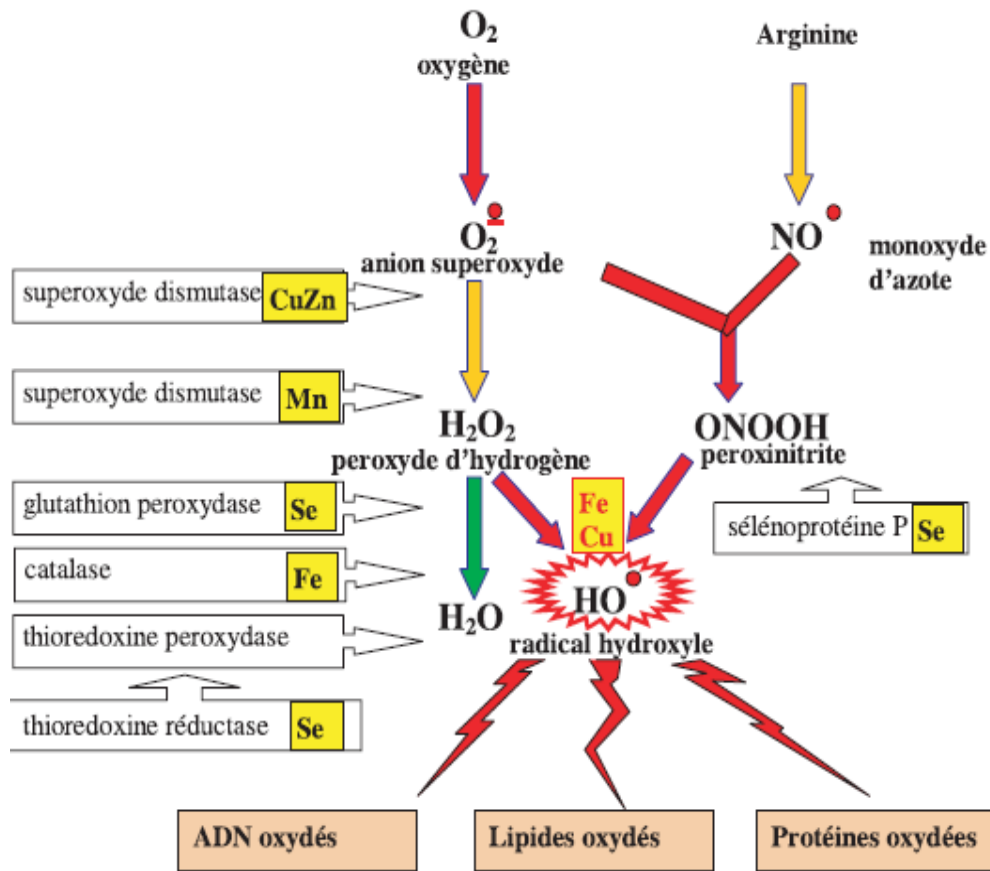 O₂
oxygène
Arginine
O₂
anion superoxyde
NO
monoxyde
d'azote
superoxyde dismutase CuZn
superoxyde dismutase Mn
H₂O₂
peroxyde d'hydrogène
ONOOH
peroxinitrite
glutathion peroxydase Se
Fe
Cu
sélénoprotéine P Se
catalase Fe
HO
H₂O
thioredoxine peroxydase
radical hydroxyle
thioredoxine réductase Se
ADN oxydés
Lipides oxydés
Protéines oxydées